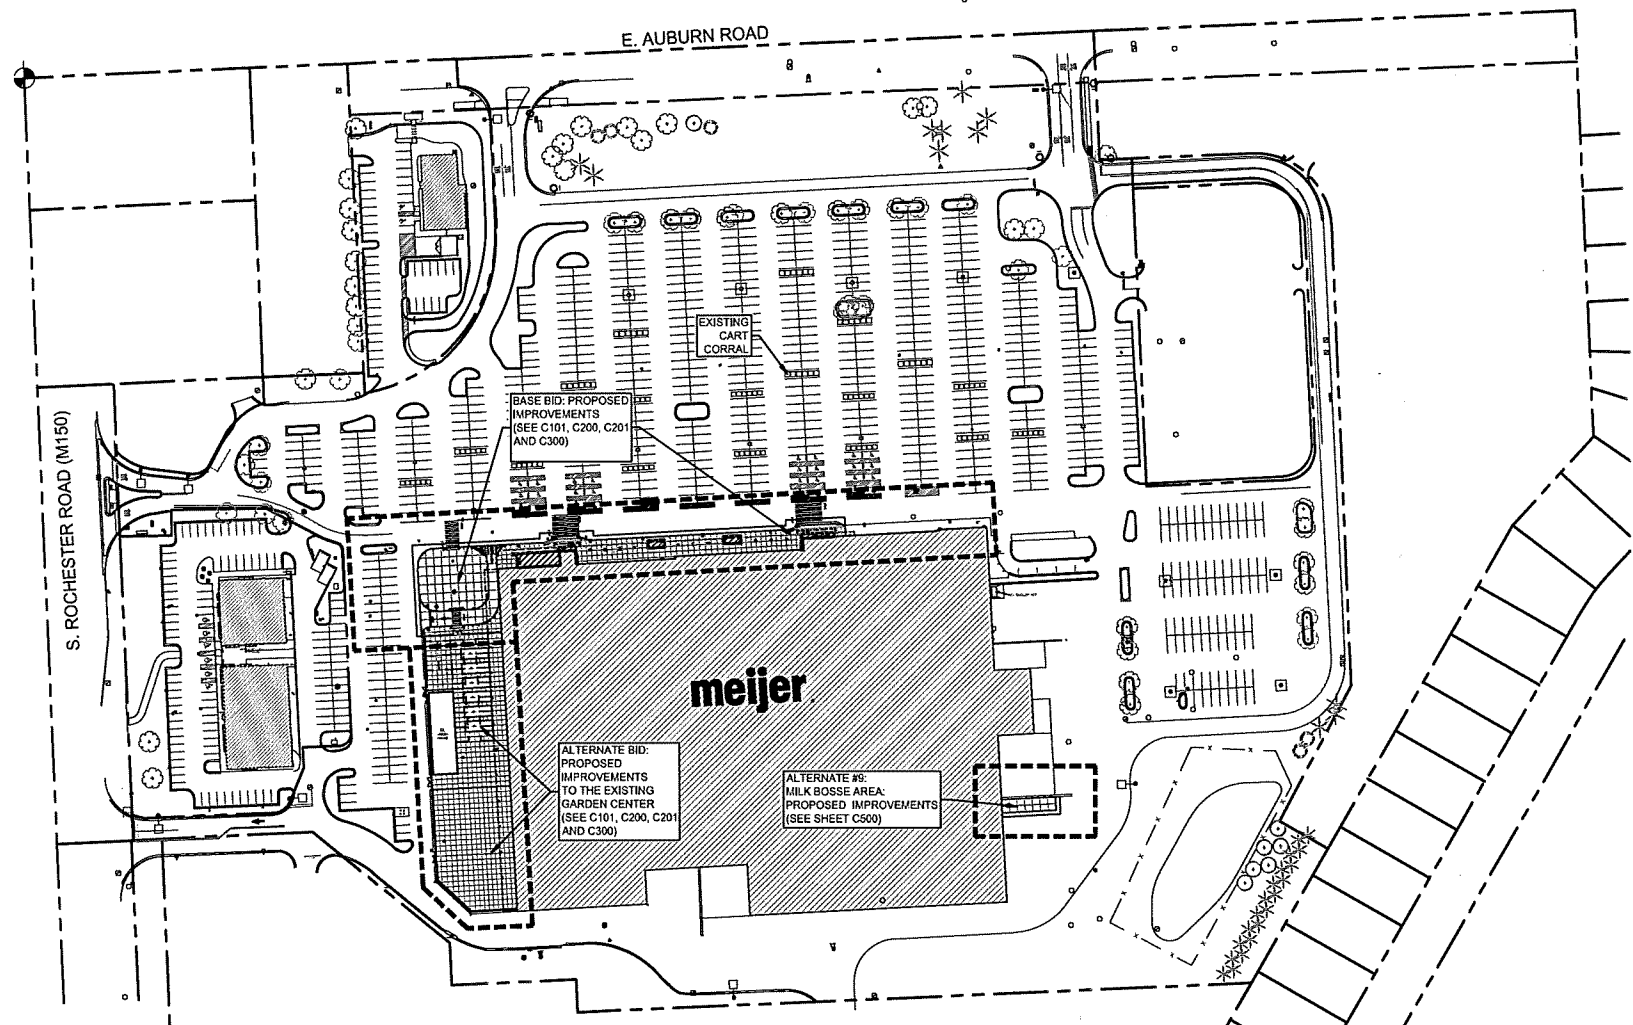 E. AUBURN ROAD
EXISTING
CART
CORRAL
BASE BID: PROPOSED
IMPROVEMENTS
(SEE C101, C200, C201
AND C300)
S. ROCHESTER ROAD (M150)
meijer
ALTERNATE BID:
PROPOSED
IMPROVEMENTS
TO THE EXISTING
GARDEN CENTER
(SEE C101, C200, C201
AND C300)
ALTERNATE #9:
MILK BOSSE AREA:
PROPOSED IMPROVEMENTS
(SEE SHEET C500)